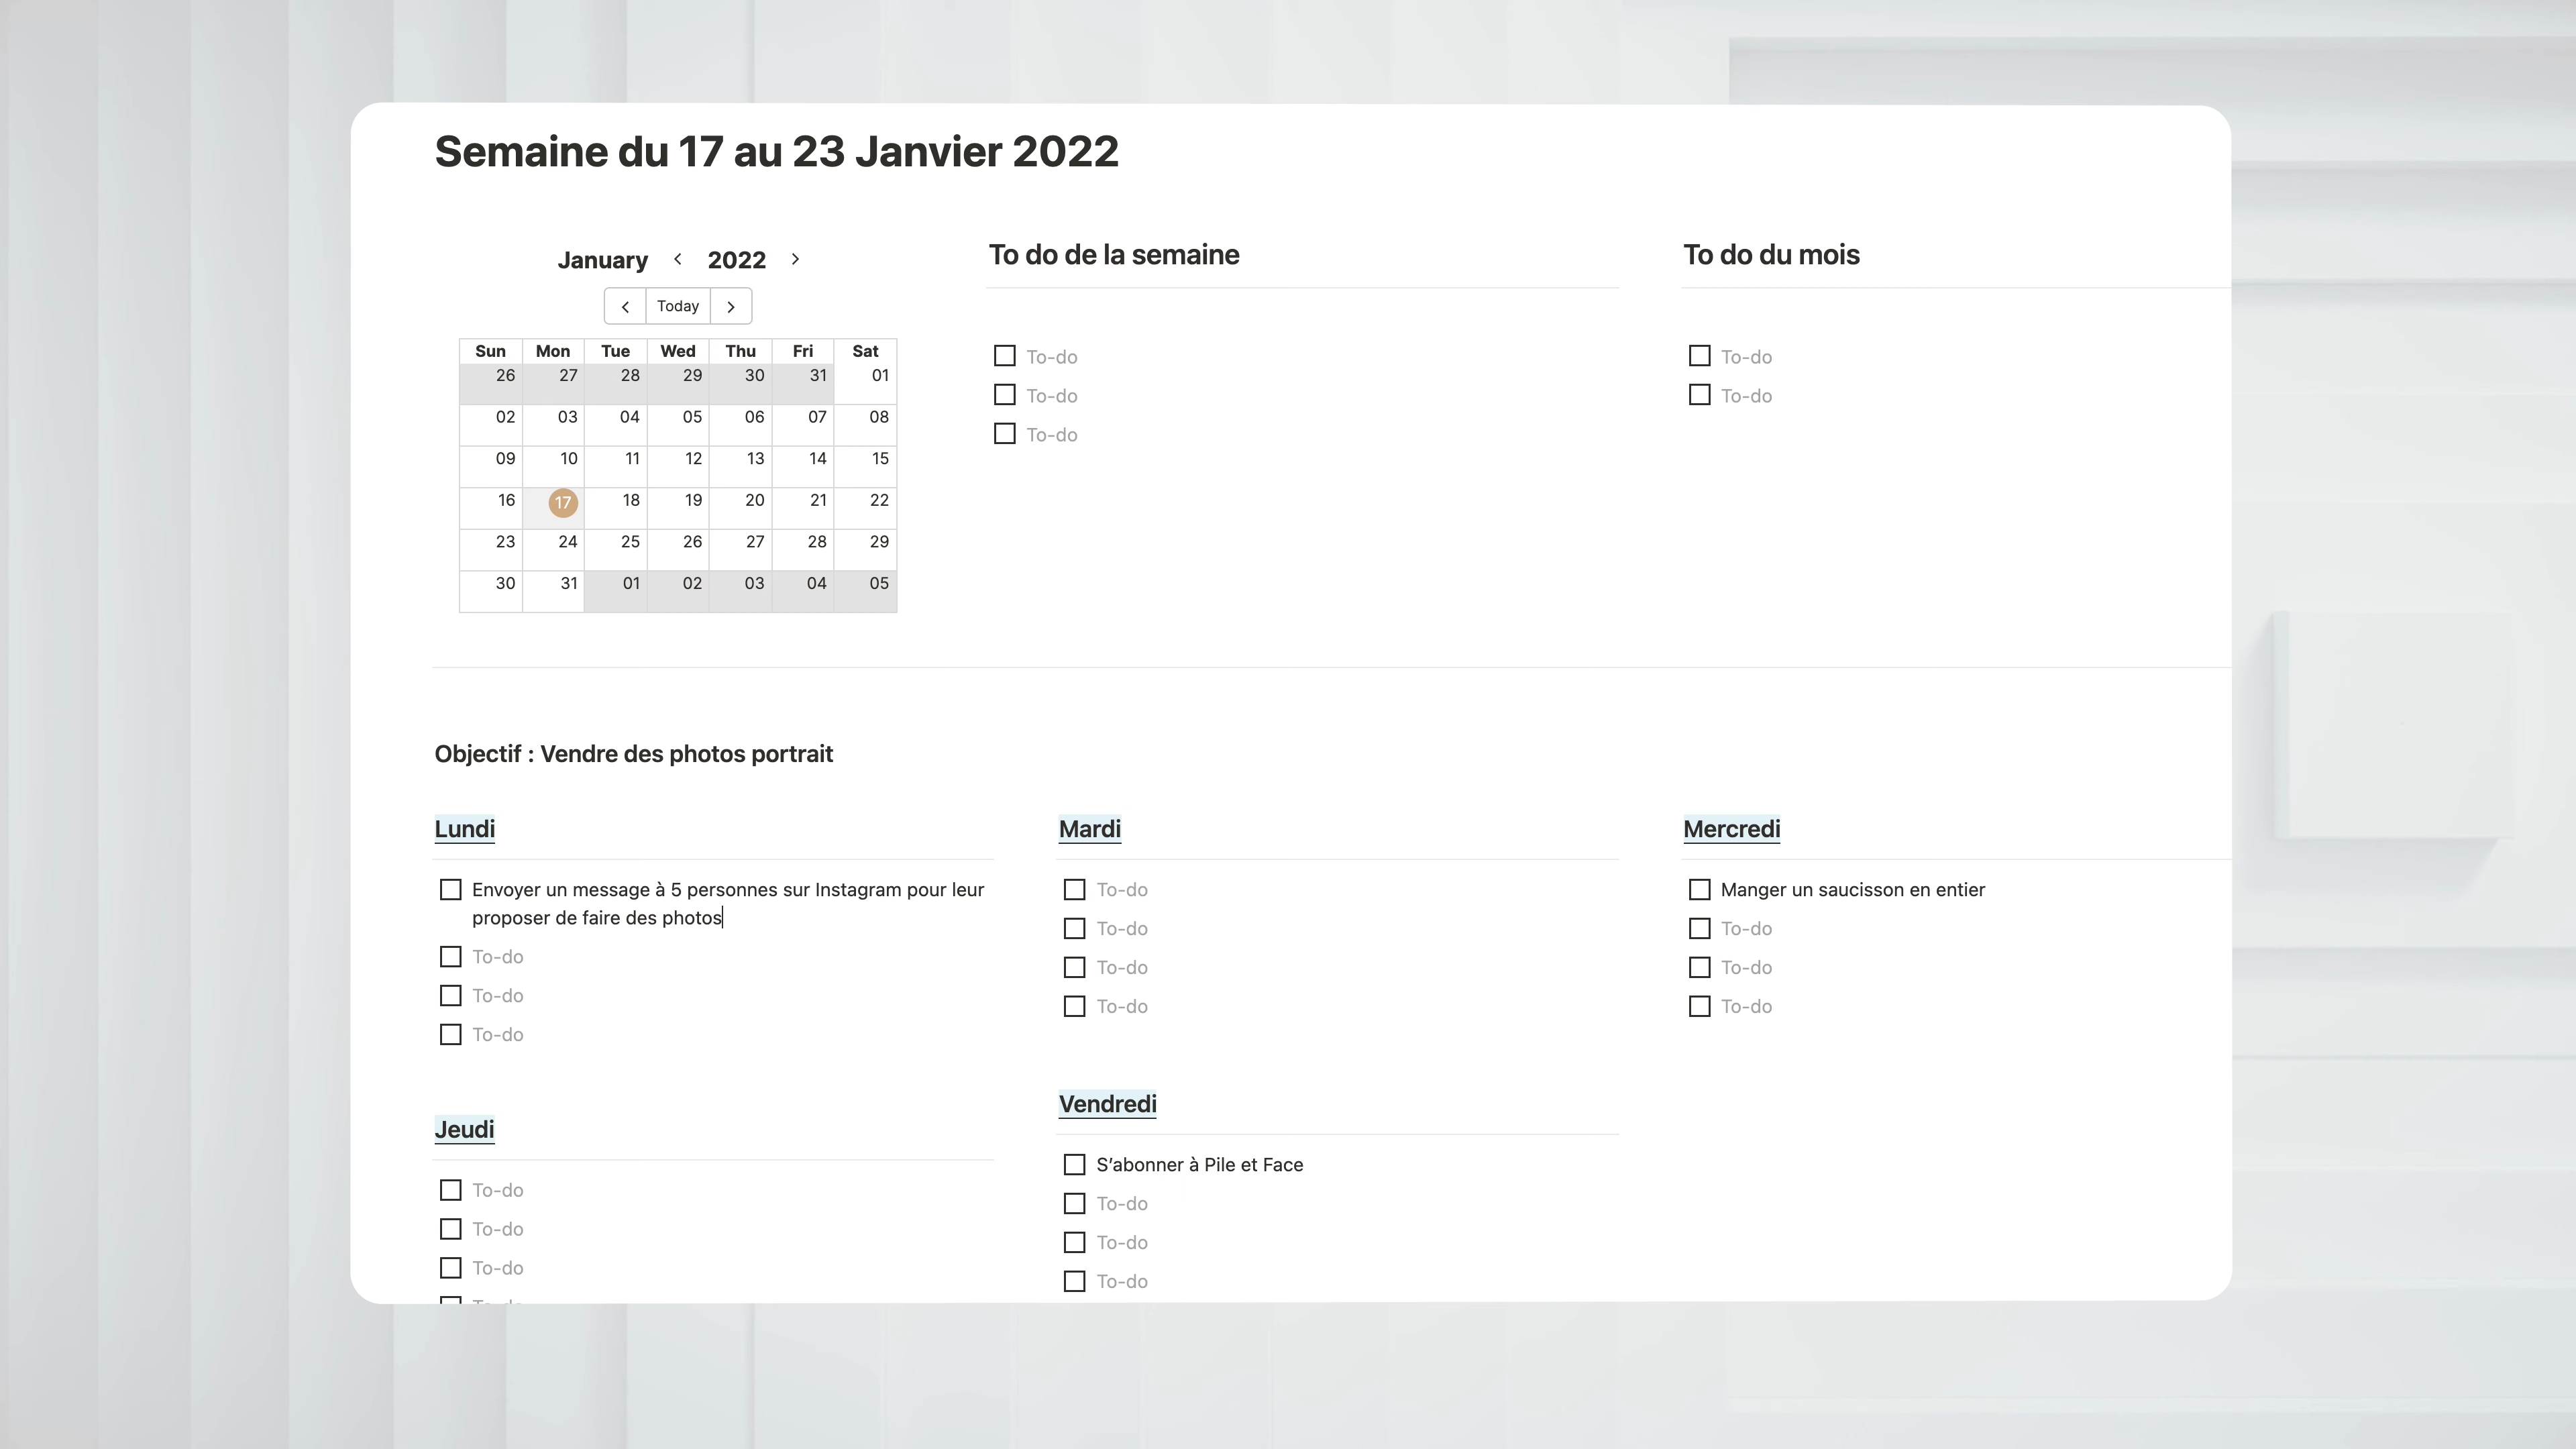 Semaine du 17 au 23 Janvier 2022
January < 2022 >
< Today >
Sun Mon Tue Wed Thu Fri Sat
26 27 28 29 30 31 01
02 03 04 05 06 07 08
09 10 11 12 13 14 15
16 17 18 19 20 21 22
23 24 25 26 27 28 29
30 31 01 02 03 04 05
To do de la semaine
To-do
To-do
To-do
To do du mois
To-do
To-do
Objectif : Vendre des photos portrait
Lundi
Envoyer un message à 5 personnes sur Instagram pour leur
proposer de faire des photos
To-do
To-do
To-do
Mardi
To-do
To-do
To-do
To-do
Mercredi
Manger un saucisson en entier
To-do
To-do
To-do
Jeudi
To-do
To-do
To-do
Vendredi
S’abonner à Pile et Face
To-do
To-do
To-do